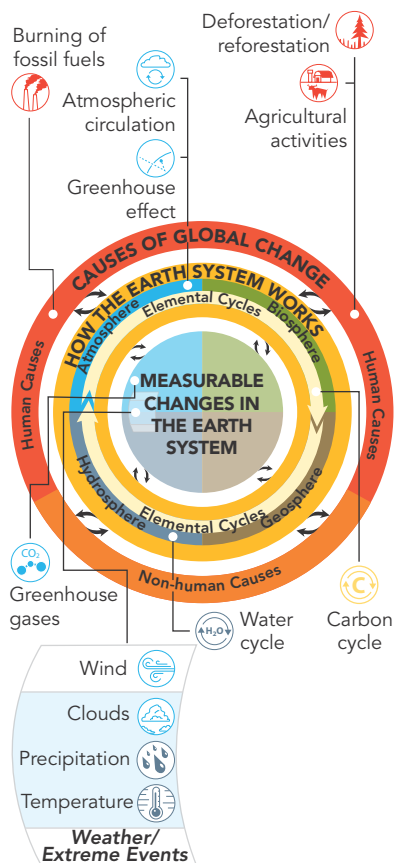 Deforestation/
reforestation
Burning of
fossil fuels
Atmospheric
circulation
Agricultural
activities
Greenhouse
effect
CAUSES OF GLOBAL CHANGE
HOW THE EARTH SYSTEM WORKS
Elemental Cycles
Atmosphere
Biosphere
MEASURABLE
CHANGES IN
THE EARTH
SYSTEM
Human Causes
Human Causes
Hydrosphere
Geosphere
Elemental Cycles
Non-human Causes
CO2
Greenhouse
gases
H2O
Water
cycle
C
Carbon
cycle
Wind
Clouds
Precipitation
Temperature
Weather/
Extreme Events